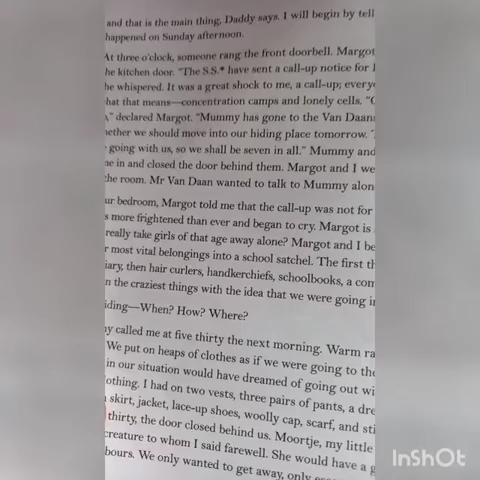 and that is the main thing, Daddy says. I will begin by tell
happened on Sunday afternoon.
At three o'clock, someone rang the front doorbell. Margot
he kitchen door. "The S.S.* have sent a call-up notice for
he whispered. It was a great shock to me, a call-up; every
hat that means—concentration camps and lonely cells. "
declared Margot. "Mummy has gone to the Van Daan
ether we should move into our hiding place tomorrow.
going with us, so we shall be seven in all." Mummy and
me in and closed the door behind them. Margot and I we
the room. Mr Van Daan wanted to talk to Mummy alon
ur bedroom, Margot told me that the call-up was not for
s more frightened than ever and began to cry. Margot is
really take girls of that age away alone? Margot and I be
r most vital belongings into a school satchel. The first th
iary, then hair curlers, handkerchiefs, schoolbooks, a com
n the craziest things with the idea that we were going in
iding—When? How? Where?
y called me at five thirty the next morning. Warm ra
We put on heaps of clothes as if we were going to the
in our situation would have dreamed of going out wi
othing. I had on two vests, three pairs of pants, a dre
skirt, jacket, lace-up shoes, woolly cap, scarf, and sti
thirty, the door closed behind us. Moortje, my little
creature to whom I said farewell. She would have a g
bours. We only wanted to get away, only
InShOt